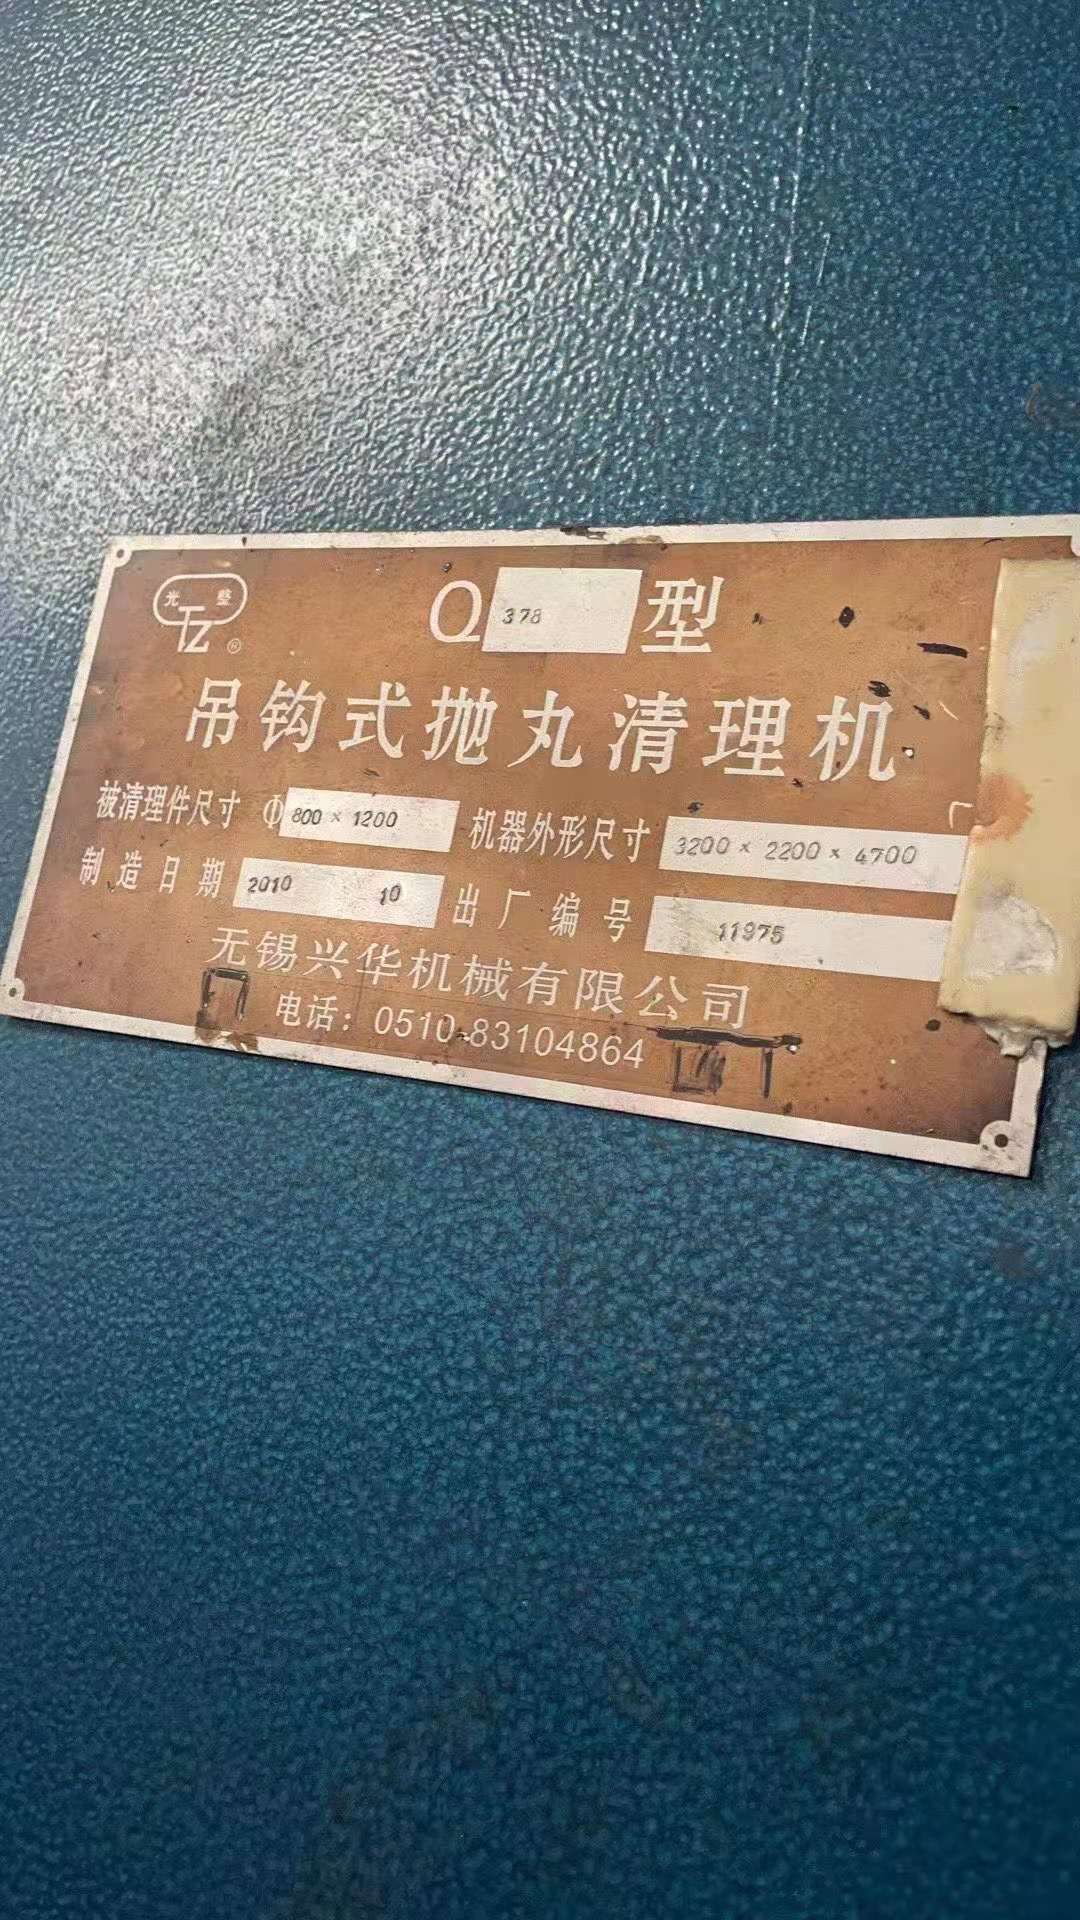 光整
TZ®
Q 378 型
吊钩式抛丸清理机
被清理件尺寸 Φ 800 × 1200 机器外形尺寸 3200 × 2200 × 4700
制造日期 2010 10 出厂编号 11975
无锡兴华机械有限公司
电话：0510-83104864